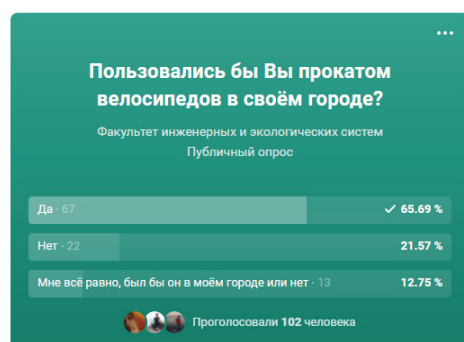 Пользовались бы Вы прокатом
велосипедов в своём городе?
Факультет инженерных и экологических систем
Публичный опрос
Да · 67 65.69 %
Нет · 22 21.57 %
Мне всё равно, был бы он в моём городе или нет · 13 12.75 %
Проголосовали 102 человека